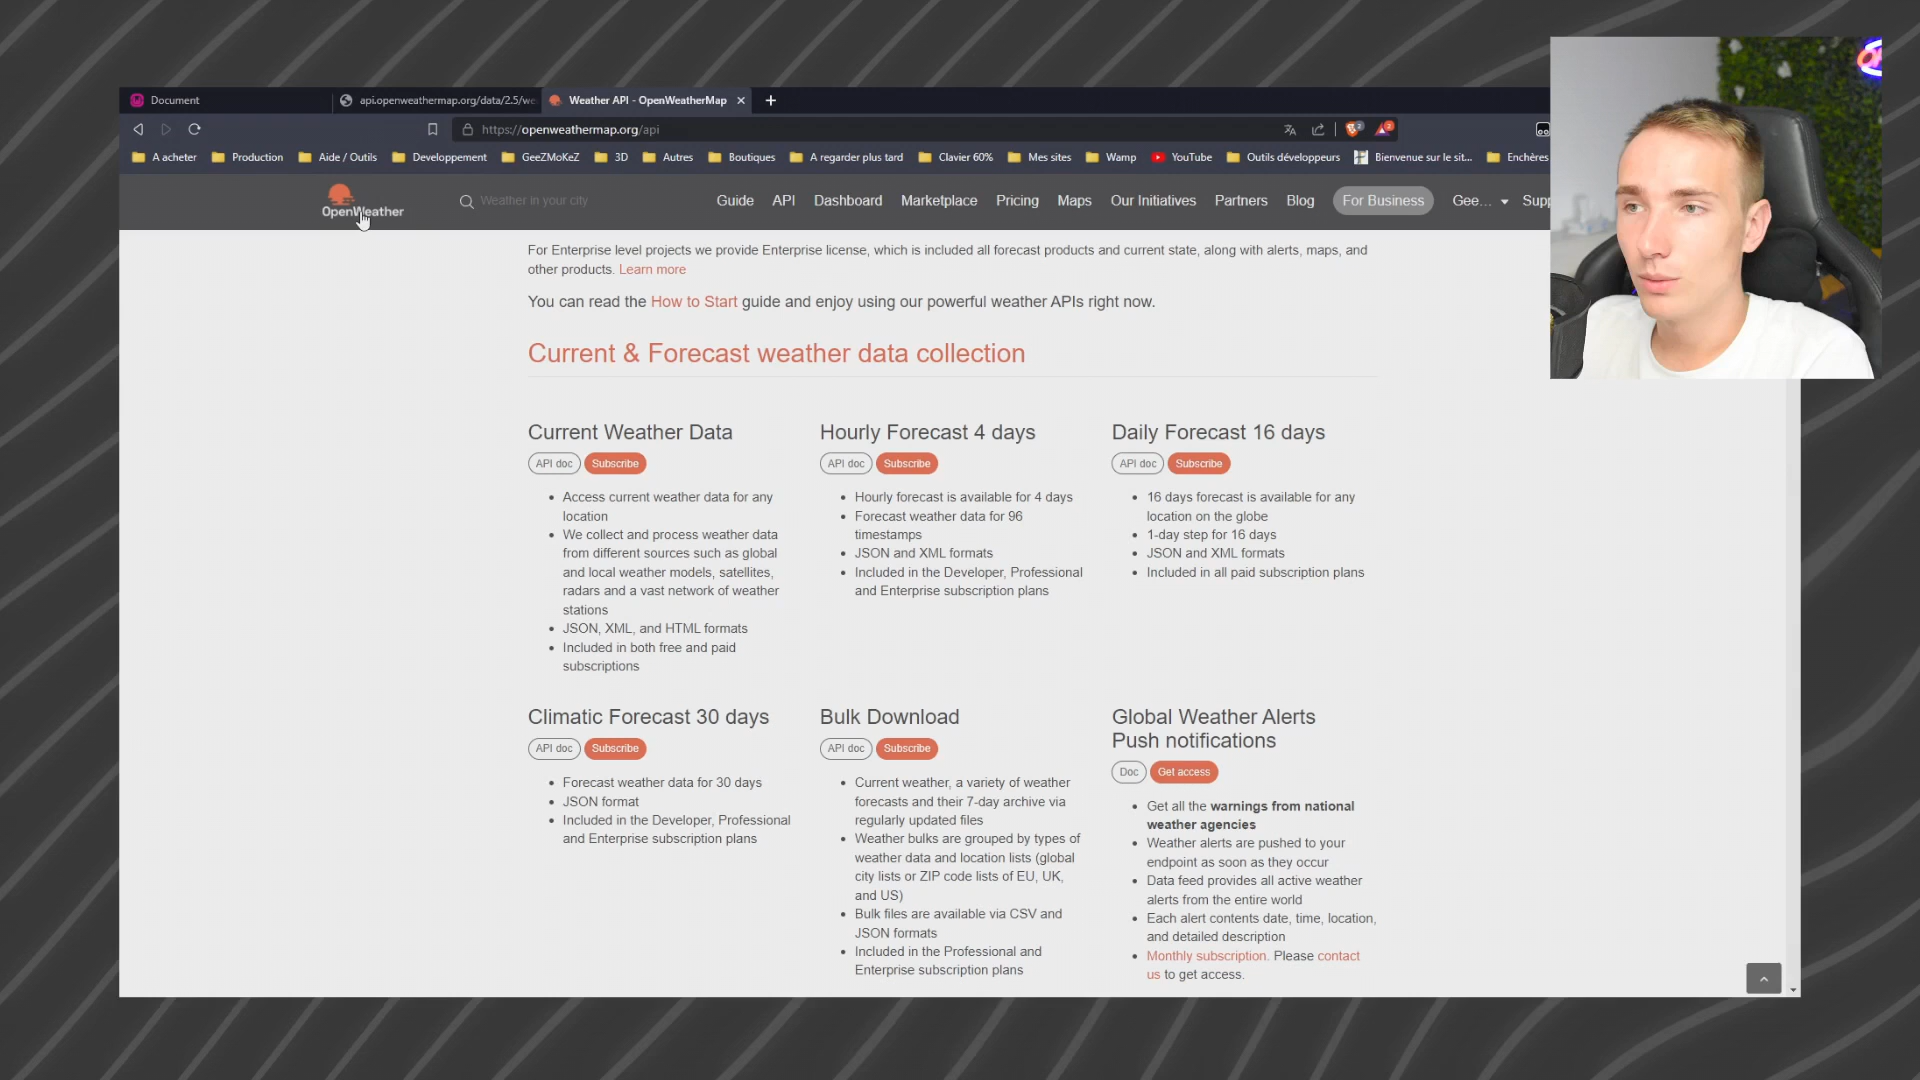 Document
api.openweathermap.org/data/2.5/we
Weather API - OpenWeatherMap
https://openweathermap.org/api
2
3
A acheter
Production
Aide / Outils
Developpement
GeeZMoKeZ
3D
Autres
Boutiques
A regarder plus tard
Clavier 60%
Mes sites
Wamp
YouTube
Outils développeurs
Bienvenue sur le sit...
Enchères
OpenWeather
Weather in your city
Guide
API
Dashboard
Marketplace
Pricing
Maps
Our Initiatives
Partners
Blog
For Business
Gee...
Supp
For Enterprise level projects we provide Enterprise license, which is included all forecast products and current state, along with alerts, maps, and
other products. Learn more
You can read the How to Start guide and enjoy using our powerful weather APIs right now.
Current & Forecast weather data collection
Current Weather Data
API doc Subscribe
Access current weather data for any
location
We collect and process weather data
from different sources such as global
and local weather models, satellites,
radars and a vast network of weather
stations
JSON, XML, and HTML formats
Included in both free and paid
subscriptions
Hourly Forecast 4 days
API doc Subscribe
Hourly forecast is available for 4 days
Forecast weather data for 96
timestamps
JSON and XML formats
Included in the Developer, Professional
and Enterprise subscription plans
Daily Forecast 16 days
API doc Subscribe
16 days forecast is available for any
location on the globe
1-day step for 16 days
JSON and XML formats
Included in all paid subscription plans
Climatic Forecast 30 days
API doc Subscribe
Forecast weather data for 30 days
JSON format
Included in the Developer, Professional
and Enterprise subscription plans
Bulk Download
API doc Subscribe
Current weather, a variety of weather
forecasts and their 7-day archive via
regularly updated files
Weather bulks are grouped by types of
weather data and location lists (global
city lists or ZIP code lists of EU, UK,
and US)
Bulk files are available via CSV and
JSON formats
Included in the Professional and
Enterprise subscription plans
Global Weather Alerts
Push notifications
Doc Get access
Get all the warnings from national
weather agencies
Weather alerts are pushed to your
endpoint as soon as they occur
Data feed provides all active weather
alerts from the entire world
Each alert contents date, time, location,
and detailed description
Monthly subscription. Please contact
us to get access.